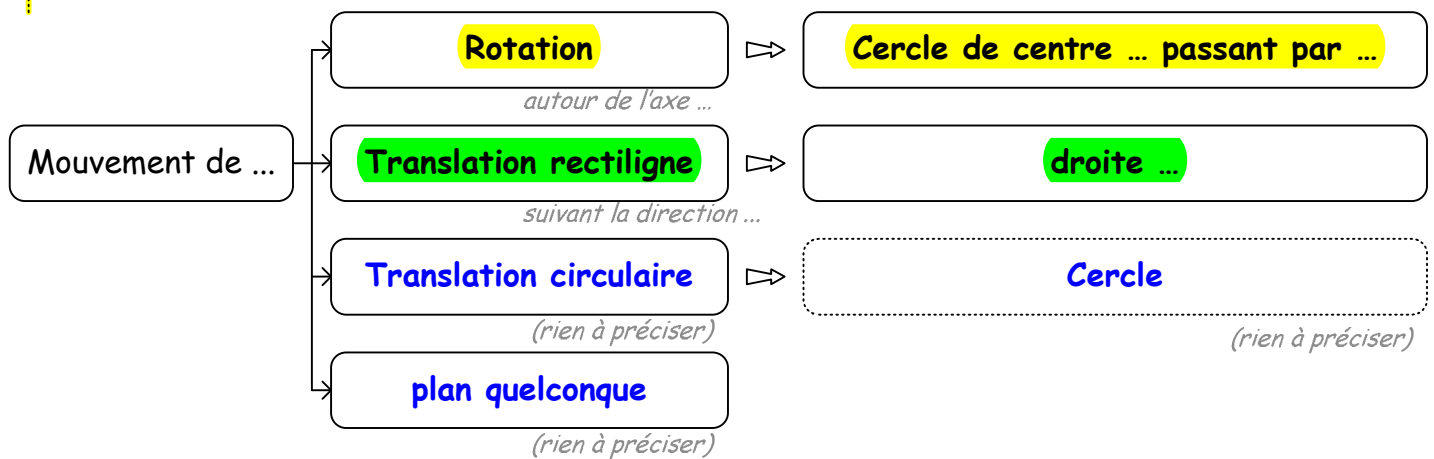 Rotation
Cercle de centre … passant par …
autour de l'axe …
Mouvement de ...
Translation rectiligne
droite …
suivant la direction ...
Translation circulaire
Cercle
(rien à préciser)
(rien à préciser)
plan quelconque
(rien à préciser)